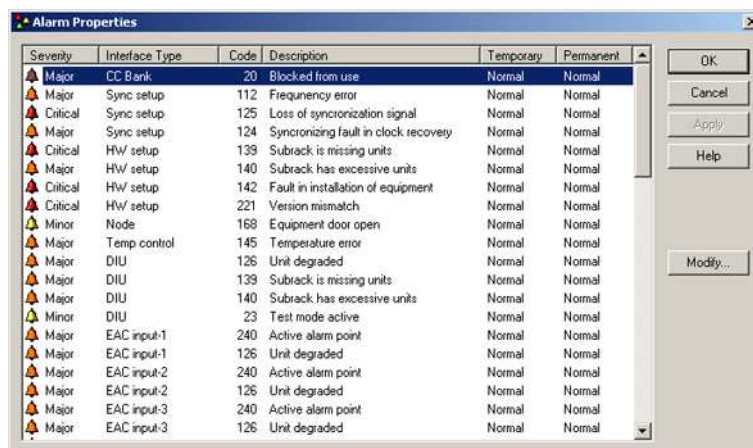 Alarm Properties
Severity Interface Type Code Description Temporary Permanent
Major CC Bank 20 Blocked from use Normal Normal
Major Sync setup 112 Frequnency error Normal Normal
Critical Sync setup 125 Loss of syncronization signal Normal Normal
Major Sync setup 124 Syncronizing fault in clock recovery Normal Normal
Critical HW setup 139 Subrack is missing units Normal Normal
Major HW setup 140 Subrack has excessive units Normal Normal
Critical HW setup 142 Fault in installation of equipment Normal Normal
Critical HW setup 221 Version mismatch Normal Normal
Minor Node 168 Equipment door open Normal Normal
Major Temp control 145 Temperature error Normal Normal
Major DIU 126 Unit degraded Normal Normal
Major DIU 139 Subrack is missing units Normal Normal
Major DIU 140 Subrack has excessive units Normal Normal
Minor DIU 23 Test mode active Normal Normal
Major EAC input-1 240 Active alarm point Normal Normal
Major EAC input-1 126 Unit degraded Normal Normal
Major EAC input-2 240 Active alarm point Normal Normal
Major EAC input-2 126 Unit degraded Normal Normal
Major EAC input-3 240 Active alarm point Normal Normal
Major EAC input-3 126 Unit degraded Normal Normal
OK
Cancel
Apply
Help
Modify...